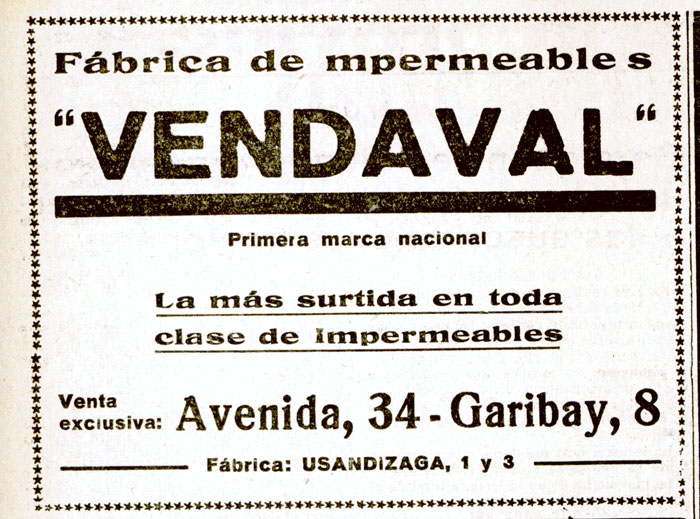 Fábrica de mpermeables
"VENDAVAL"
Primera marca nacional
La más surtida en toda
clase de Impermeables
Venta
exclusiva: Avenida, 34 - Garibay, 8
Fábrica: USANDIZAGA, 1 y 3